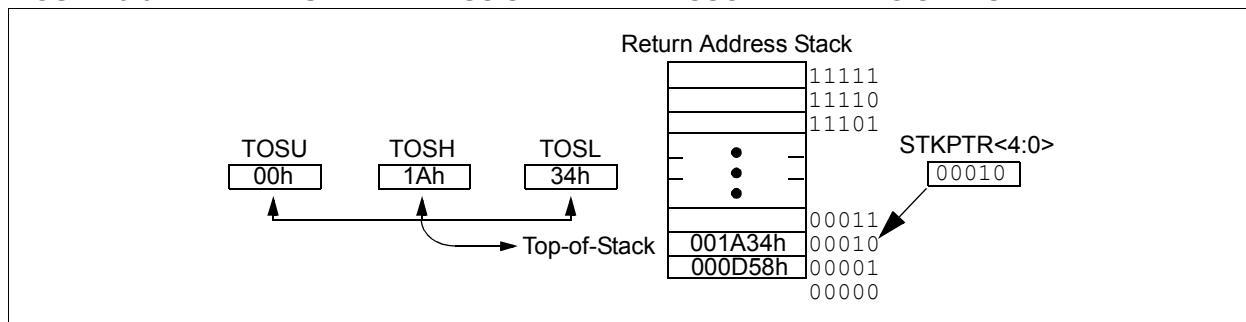 Return Address Stack
11111
11110
11101
TOSU TOSH TOSL STKPTR<4:0>
00h 1Ah 34h 00010
00011
Top-of-Stack 001A34h 00010
000D58h 00001
00000